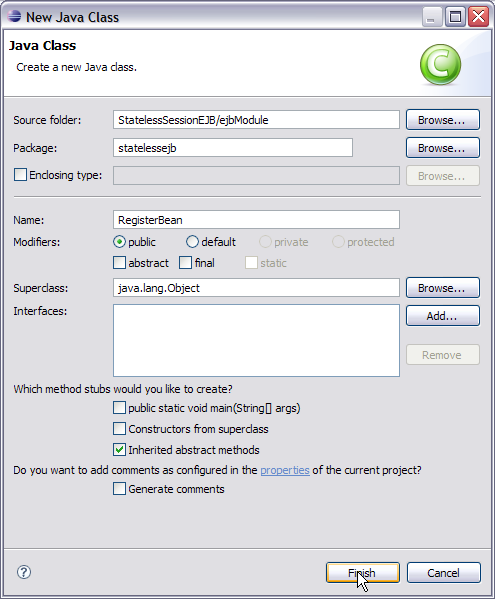 New Java Class
Java Class
Create a new Java class.
Source folder: StatelessSessionEJB/ejbModule Browse...
Package: statelessejb Browse...
Enclosing type: Browse...
Name: RegisterBean
Modifiers: public default private protected
abstract final static
Superclass: java.lang.Object Browse...
Interfaces: Add...
Remove
Which method stubs would you like to create?
public static void main(String[] args)
Constructors from superclass
Inherited abstract methods
Do you want to add comments as configured in the properties of the current project?
Generate comments
? Finish Cancel